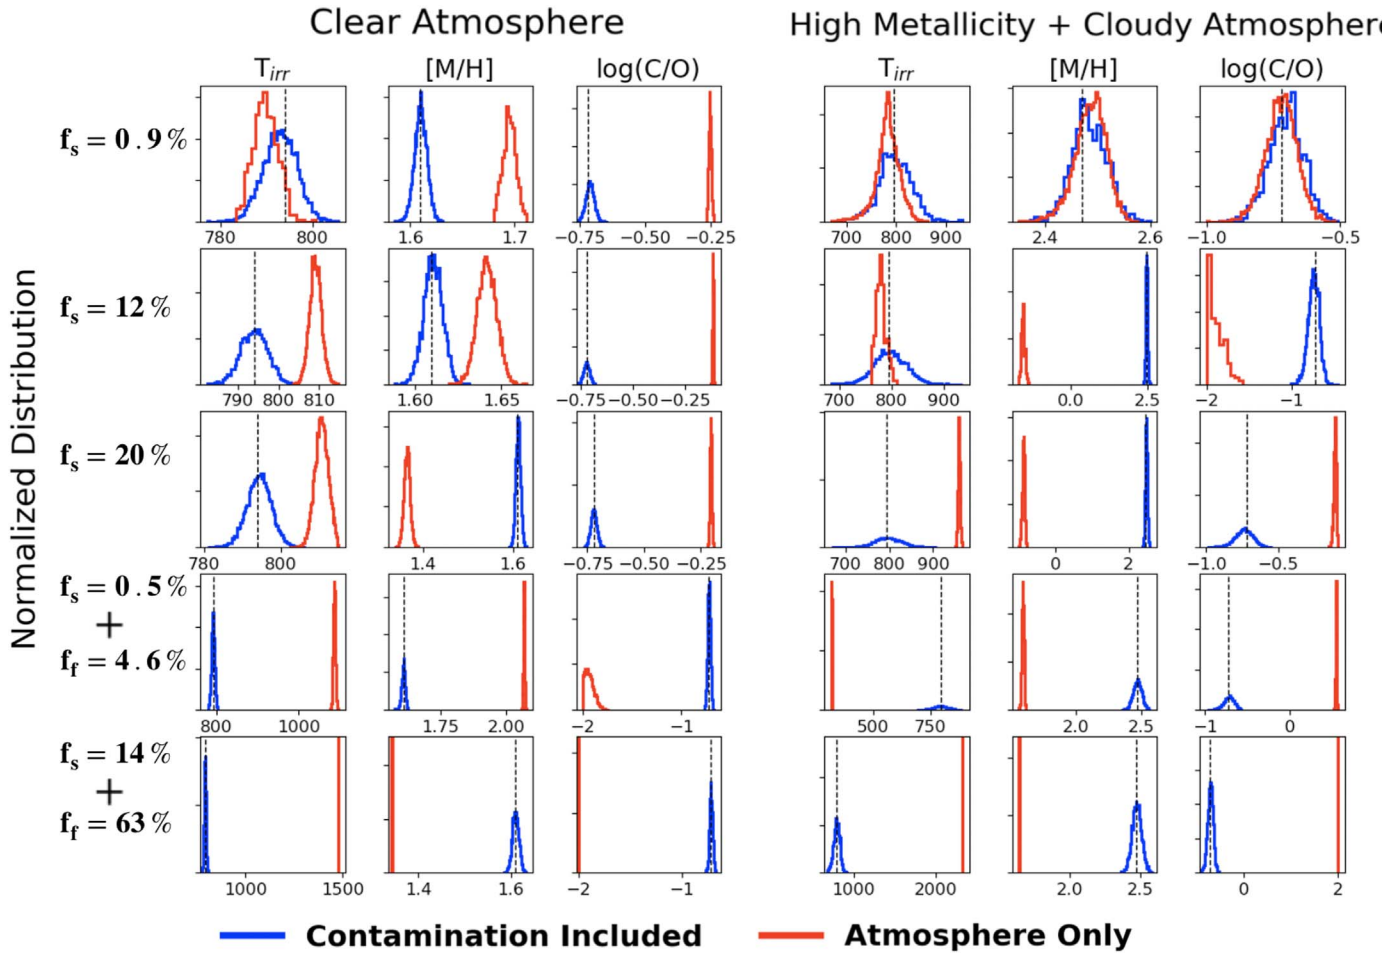 Clear Atmosphere
High Metallicity + Cloudy Atmosphere
T_irr [M/H] log(C/O) T_irr [M/H] log(C/O)
f_s = 0.9 %
780 800 1.6 1.7 −0.75 −0.50 −0.25 700 800 900 2.4 2.6 −1.0 −0.5
f_s = 12 %
790 800 810 1.60 1.65 −0.75 −0.50 −0.25 700 800 900 0.0 2.5 −2 −1
f_s = 20 %
780 800 1.4 1.6 −0.75 −0.50 −0.25 700 800 900 0 2 −1.0 −0.5
f_s = 0.5 %
+
f_f = 4.6 %
800 1000 1.75 2.00 −2 −1 500 750 2.0 2.5 −1 0
f_s = 14 %
+
f_f = 63 %
1000 1500 1.4 1.6 −2 −1 1000 2000 2.0 2.5 0 2
Normalized Distribution
Contamination Included
Atmosphere Only